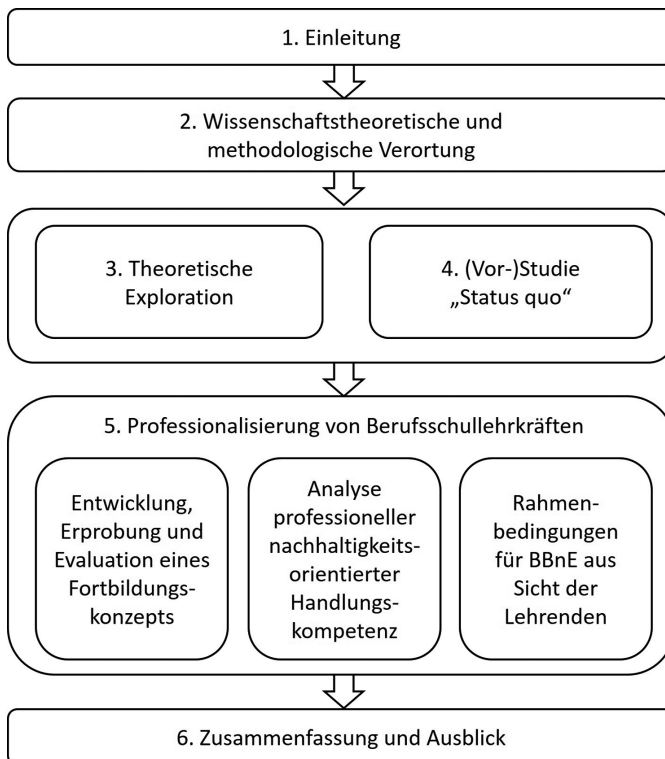 1. Einleitung
2. Wissenschaftstheoretische und
methodologische Verortung
3. Theoretische
Exploration
4. (Vor-)Studie
„Status quo“
5. Professionalisierung von Berufsschullehrkräften
Entwicklung,
Erprobung und
Evaluation eines
Fortbildungs-
konzepts
Analyse
professioneller
nachhaltigkeits-
orientierter
Handlungs-
kompetenz
Rahmen-
bedingungen
für BBnE aus
Sicht der
Lehrenden
6. Zusammenfassung und Ausblick